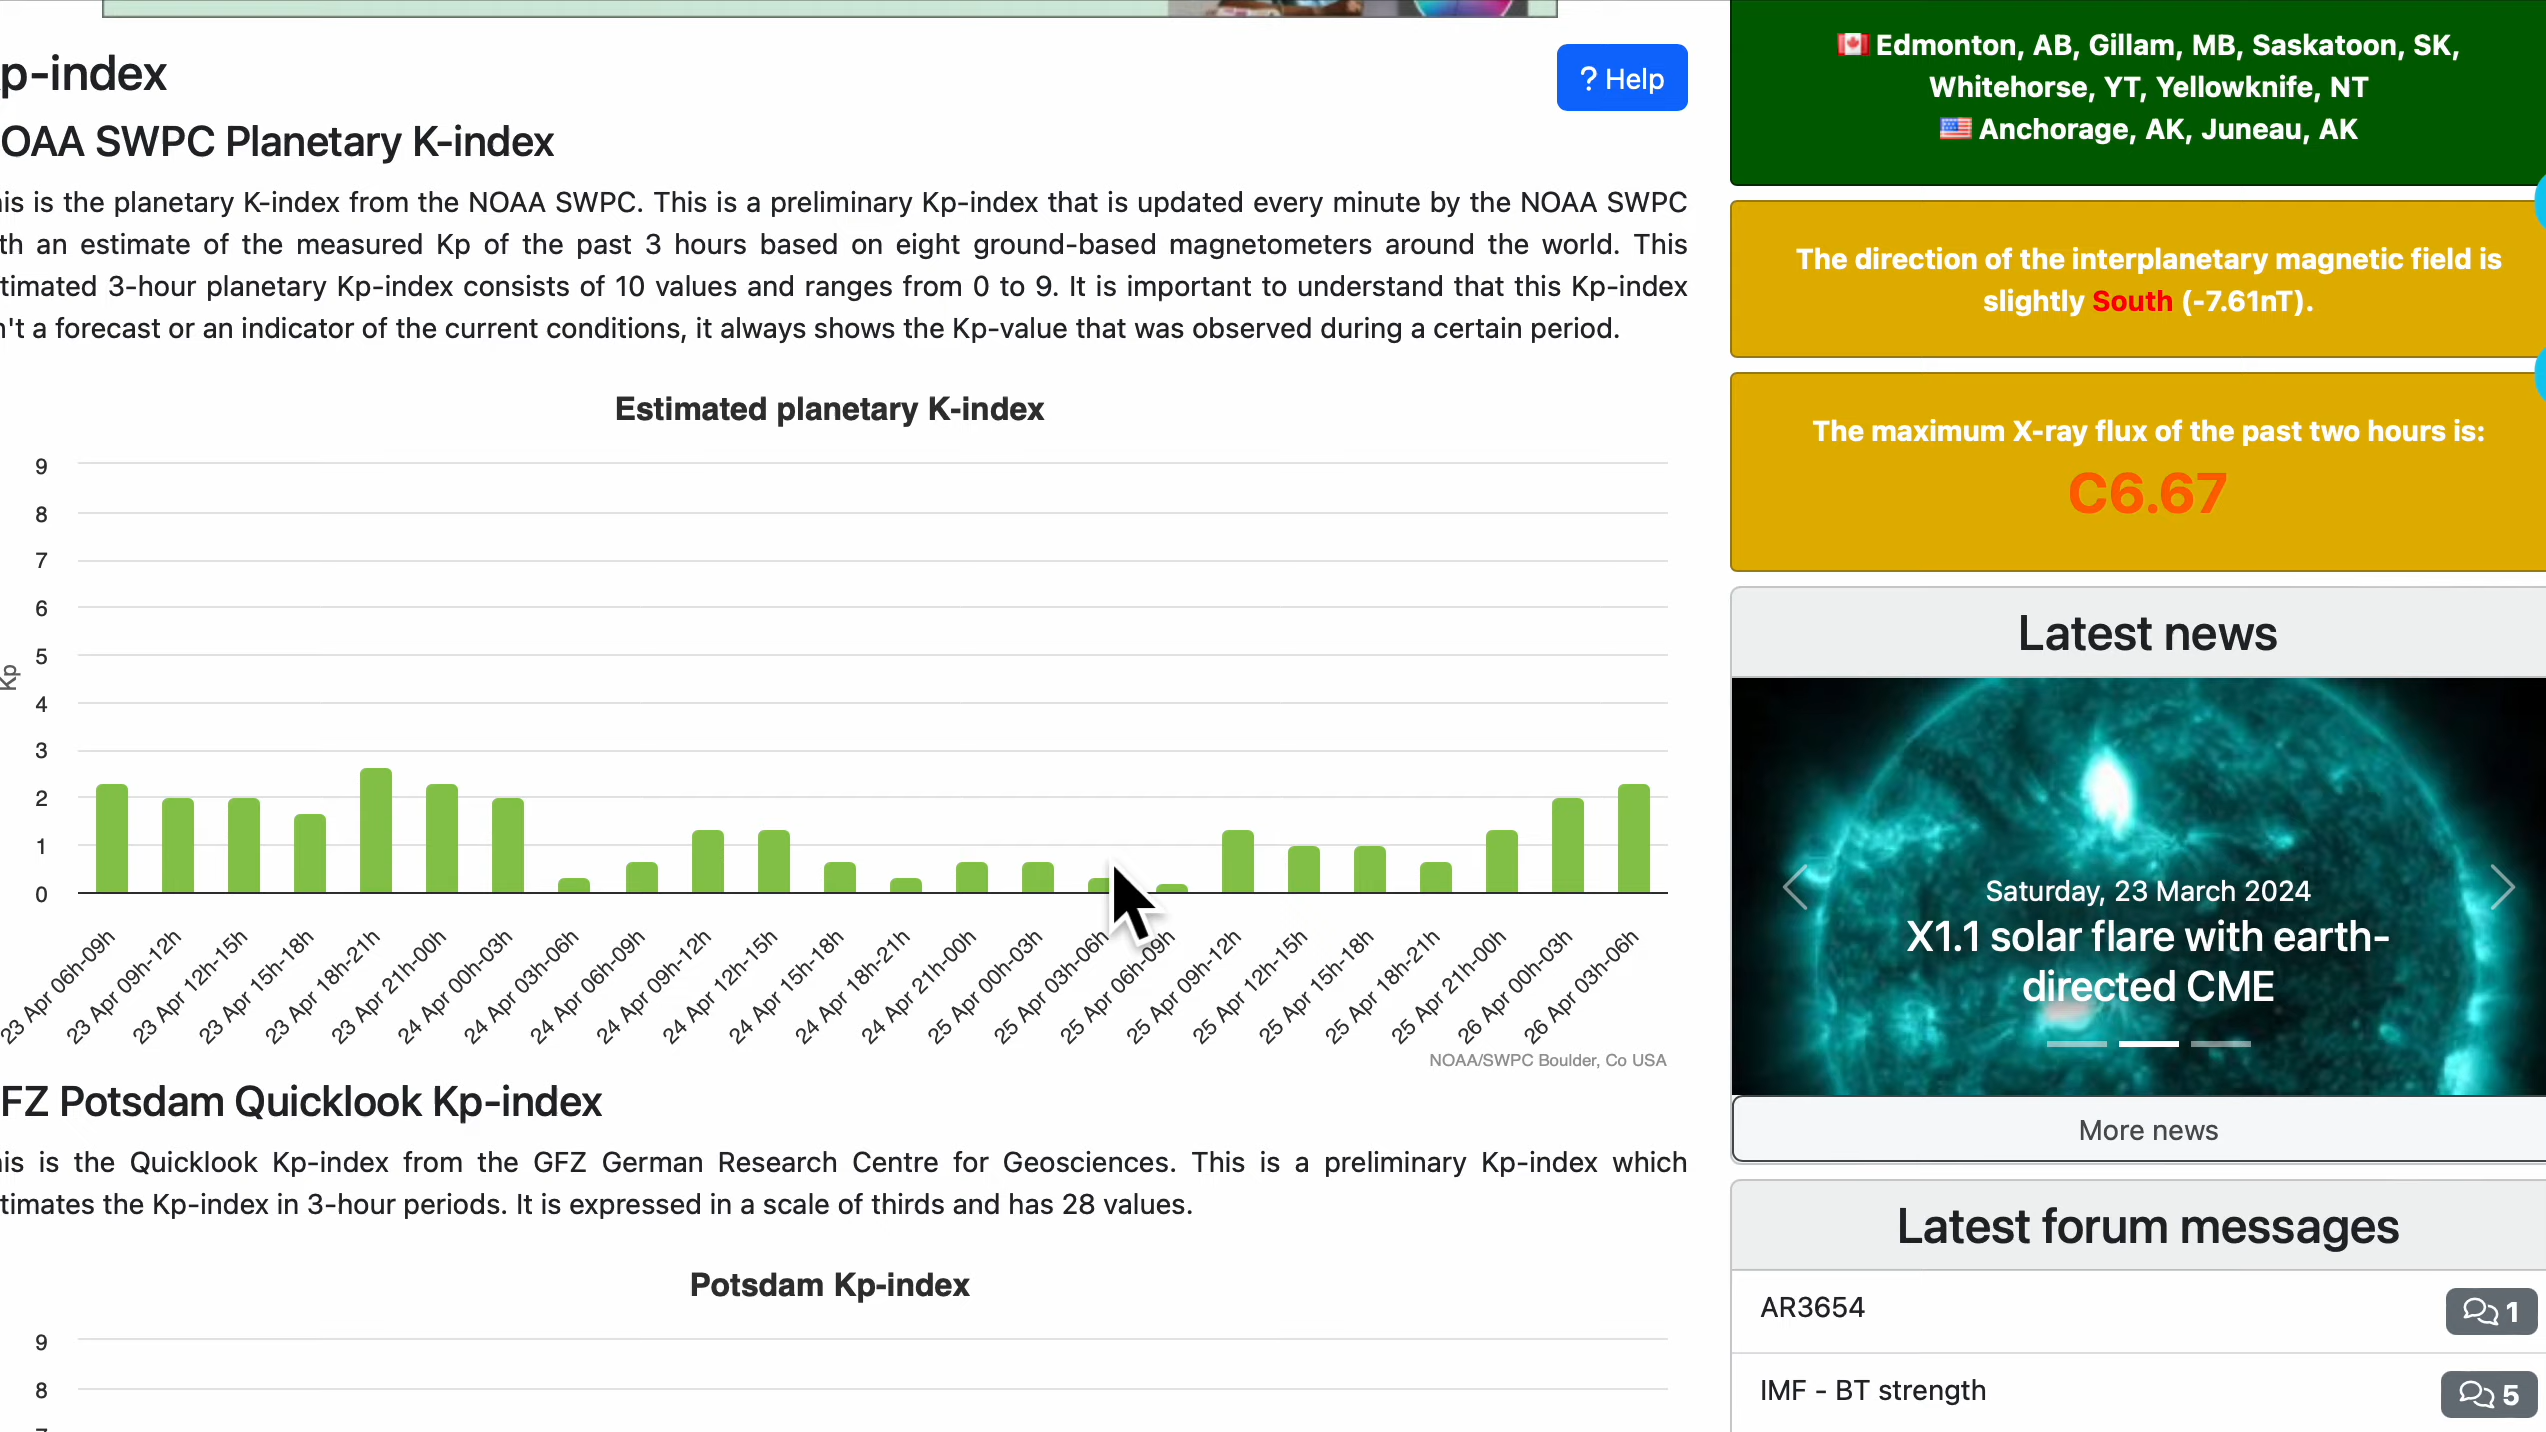 p-index
? Help
OAA SWPC Planetary K-index
is is the planetary K-index from the NOAA SWPC. This is a preliminary Kp-index that is updated every minute by the NOAA SWPC
th an estimate of the measured Kp of the past 3 hours based on eight ground-based magnetometers around the world. This
timated 3-hour planetary Kp-index consists of 10 values and ranges from 0 to 9. It is important to understand that this Kp-index
n't a forecast or an indicator of the current conditions, it always shows the Kp-value that was observed during a certain period.
Estimated planetary K-index
9
8
7
6
5
4
3
2
1
0
Kp
23 Apr 06h-09h
23 Apr 09h-12h
23 Apr 12h-15h
23 Apr 15h-18h
23 Apr 18h-21h
23 Apr 21h-00h
24 Apr 00h-03h
24 Apr 03h-06h
24 Apr 06h-09h
24 Apr 09h-12h
24 Apr 12h-15h
24 Apr 15h-18h
24 Apr 18h-21h
24 Apr 21h-00h
25 Apr 00h-03h
25 Apr 03h-06h
25 Apr 06h-09h
25 Apr 09h-12h
25 Apr 12h-15h
25 Apr 15h-18h
25 Apr 18h-21h
25 Apr 21h-00h
26 Apr 00h-03h
26 Apr 03h-06h
NOAA/SWPC Boulder, Co USA
FZ Potsdam Quicklook Kp-index
is is the Quicklook Kp-index from the GFZ German Research Centre for Geosciences. This is a preliminary Kp-index which
timates the Kp-index in 3-hour periods. It is expressed in a scale of thirds and has 28 values.
Potsdam Kp-index
9
8
Edmonton, AB, Gillam, MB, Saskatoon, SK,
Whitehorse, YT, Yellowknife, NT
Anchorage, AK, Juneau, AK
The direction of the interplanetary magnetic field is
slightly South (-7.61nT).
The maximum X-ray flux of the past two hours is:
C6.67
Latest news
Saturday, 23 March 2024
X1.1 solar flare with earth-
directed CME
More news
Latest forum messages
AR3654
1
IMF - BT strength
5